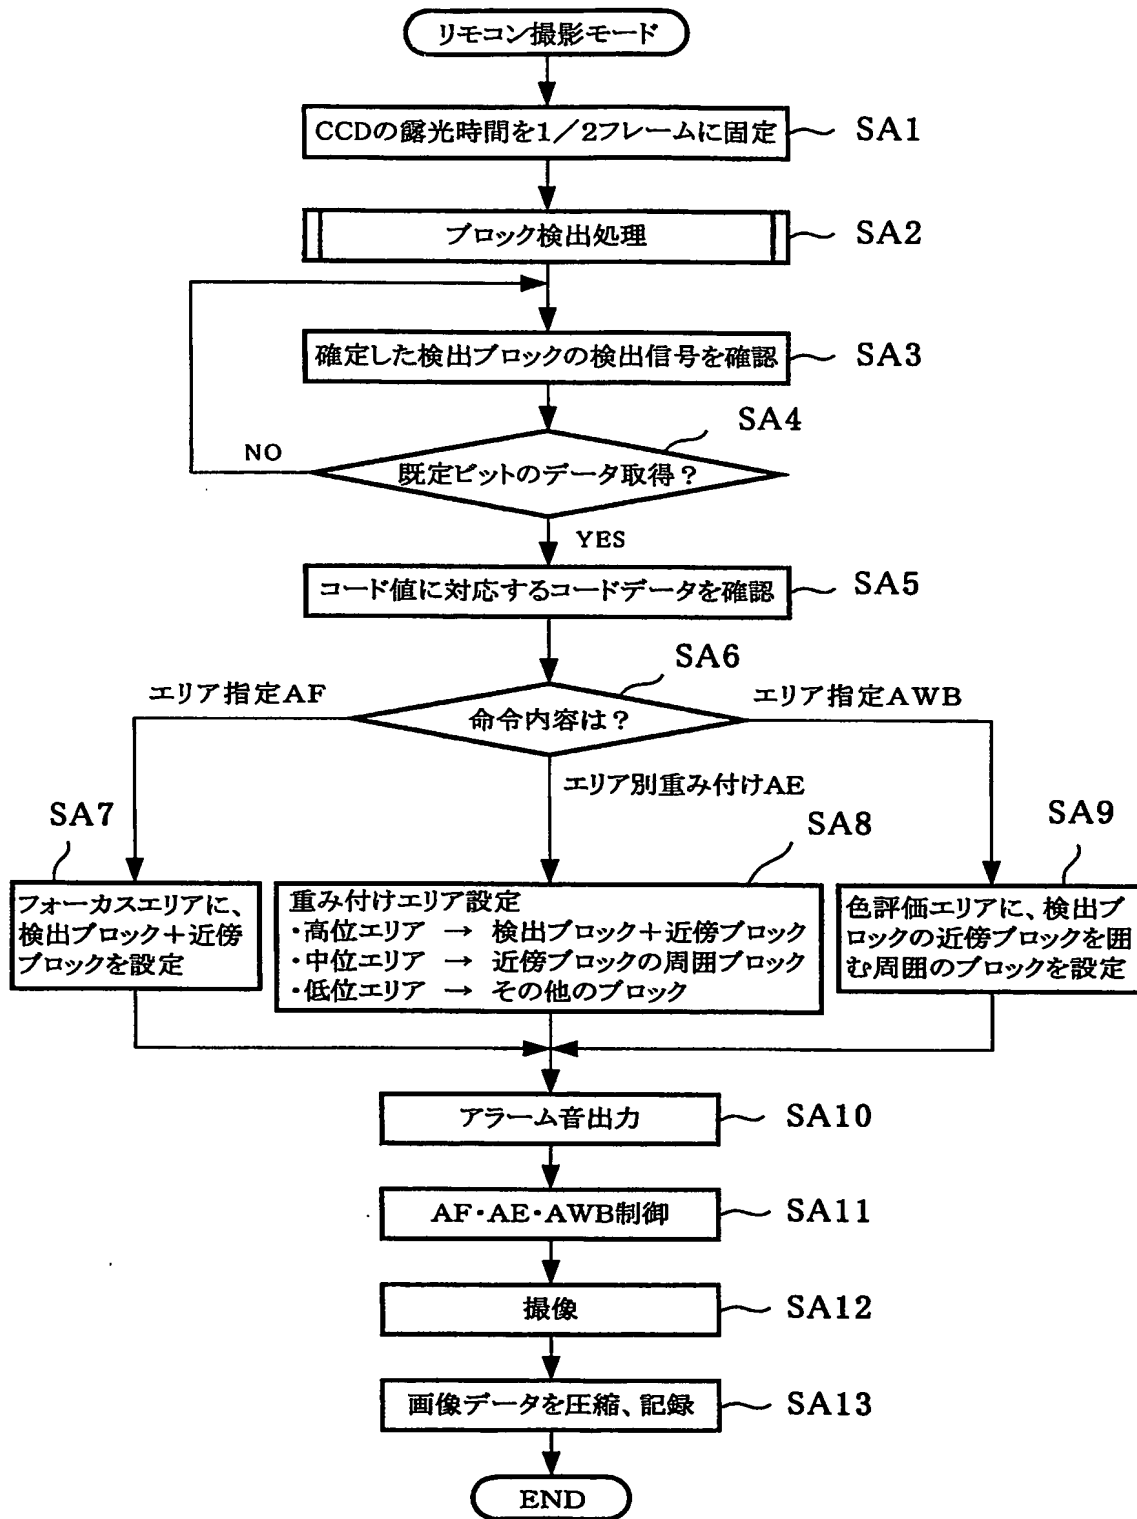 リモコン撮影モード
CCDの露光時間を1／2フレームに固定
SA1
ブロック検出処理
SA2
確定した検出ブロックの検出信号を確認
SA3
SA4
NO
既定ビットのデータ取得？
YES
コード値に対応するコードデータを確認
SA5
SA6
エリア指定AF
エリア指定AWB
命令内容は？
エリア別重み付けAE
SA7
SA8
SA9
フォーカスエリアに、
検出ブロック＋近傍
ブロックを設定
重み付けエリア設定
・高位エリア → 検出ブロック＋近傍ブロック
・中位エリア → 近傍ブロックの周囲ブロック
・低位エリア → その他のブロック
色評価エリアに、検出ブ
ロックの近傍ブロックを囲
む周囲のブロックを設定
アラーム音出力
SA10
AF・AE・AWB制御
SA11
撮像
SA12
画像データを圧縮、記録
SA13
END